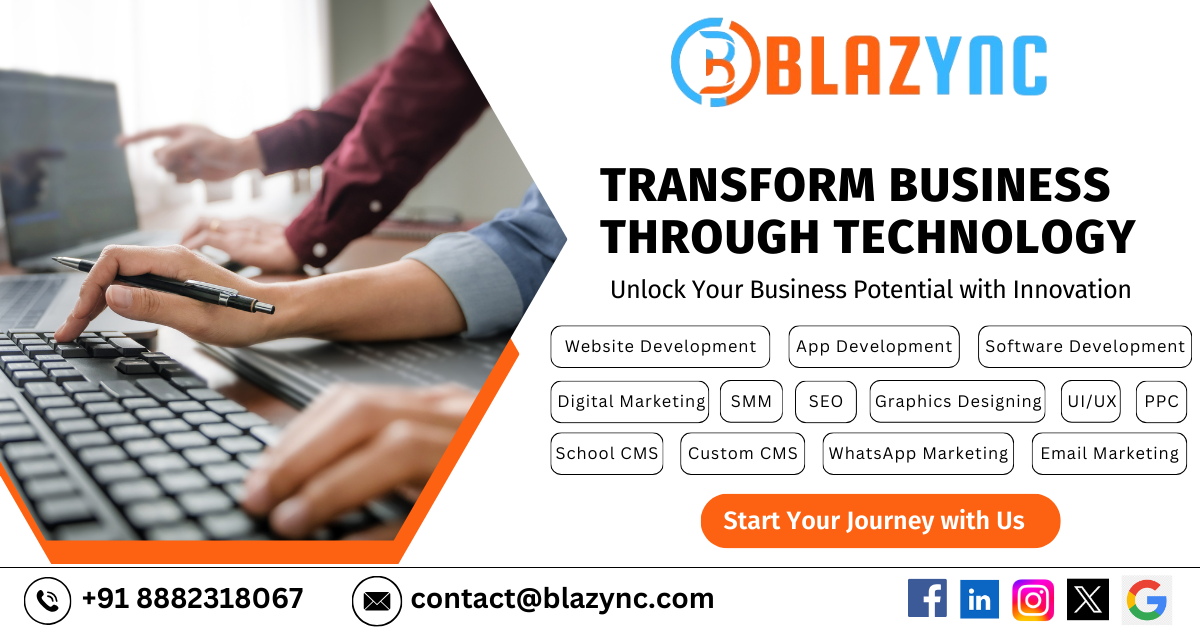 BLAZYNC
TRANSFORM BUSINESS
THROUGH TECHNOLOGY
Unlock Your Business Potential with Innovation
Website Development App Development Software Development
Digital Marketing SMM SEO Graphics Designing UI/UX PPC
School CMS Custom CMS WhatsApp Marketing Email Marketing
Start Your Journey with Us
+91 8882318067 contact@blazync.com